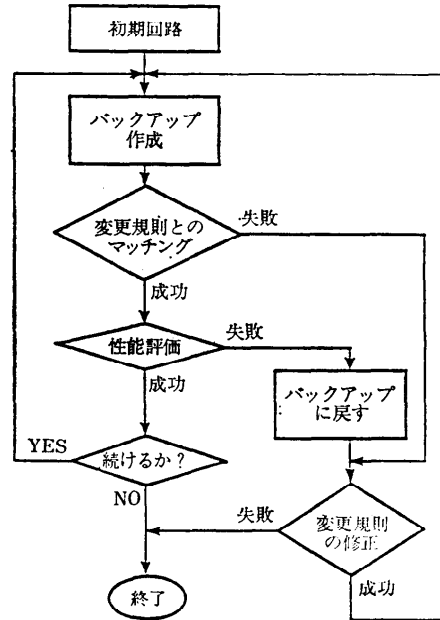 初期回路
バックアップ
作成
変更規則との
マッチング
失敗
成功
性能評価
失敗
成功
バックアップ
に戻す
YES
続けるか？
NO
失敗
変更規則
の修正
成功
終了